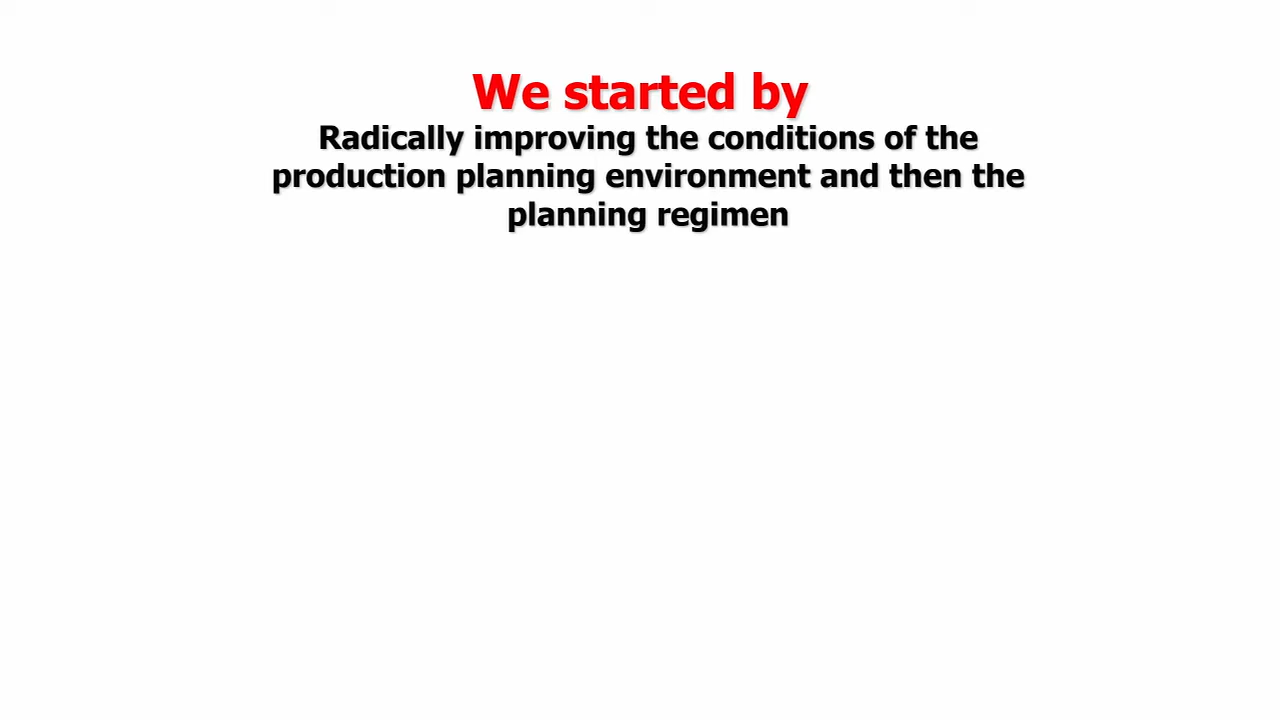 We started by
Radically improving the conditions of the
production planning environment and then the
planning regimen